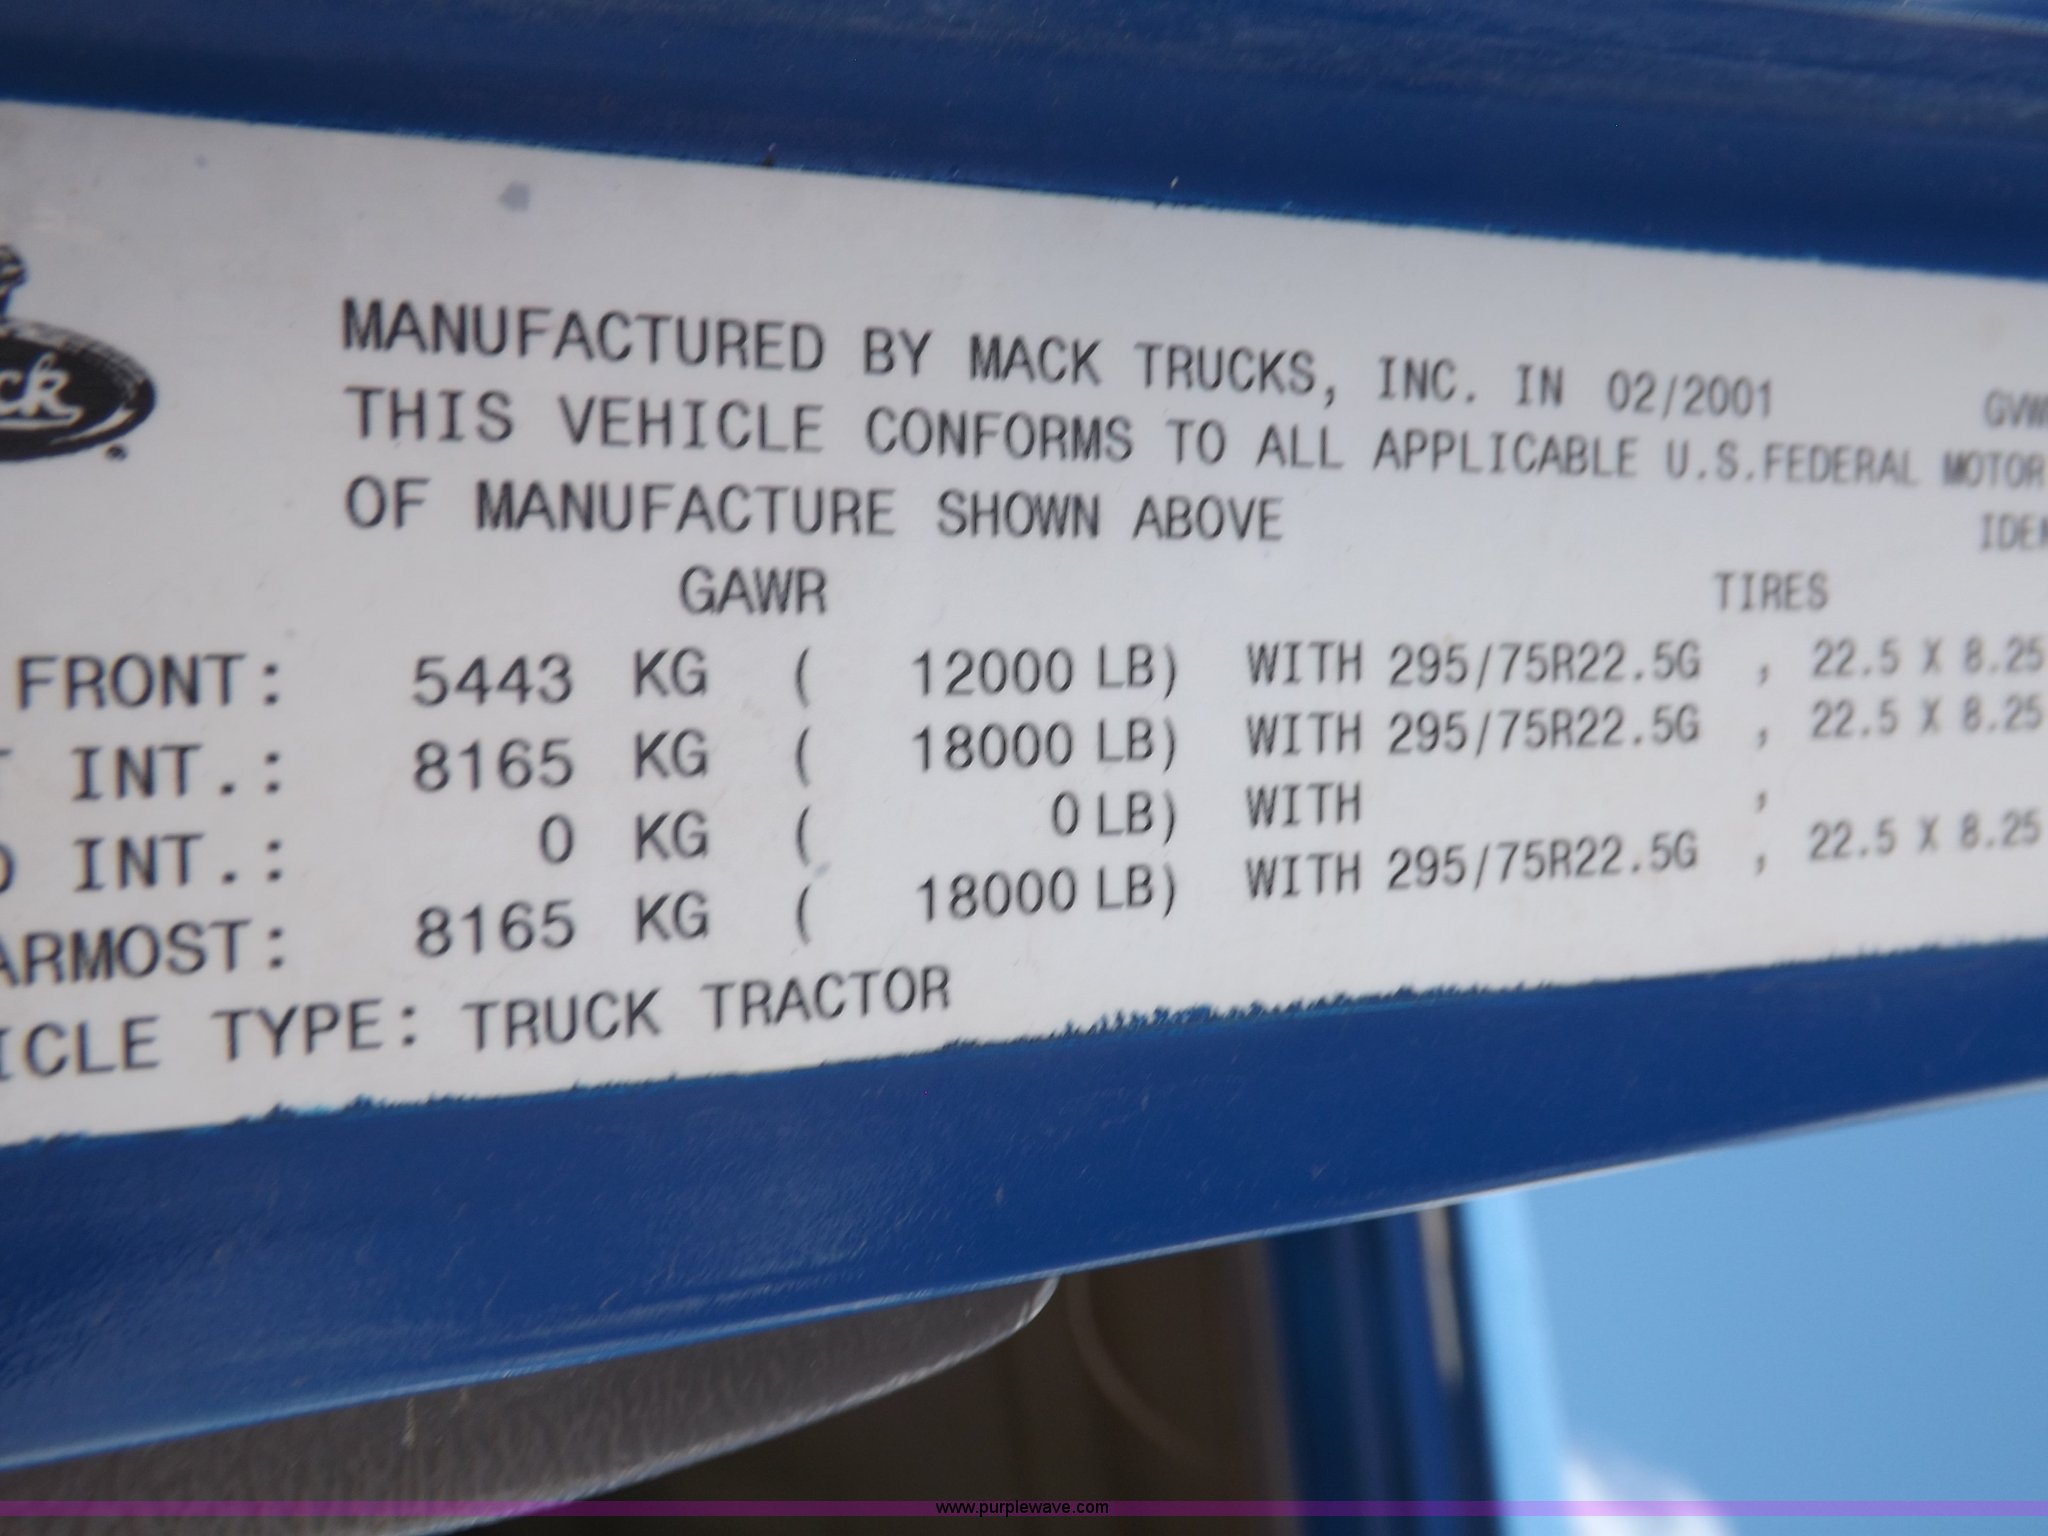 ck
MANUFACTURED BY MACK TRUCKS, INC. IN 02/2001 GVW
THIS VEHICLE CONFORMS TO ALL APPLICABLE U.S.FEDERAL MOTOR
OF MANUFACTURE SHOWN ABOVE IDEN
GAWR TIRES
FRONT: 5443 KG ( 12000 LB) WITH 295/75R22.5G , 22.5 X 8.25
T INT.: 8165 KG ( 18000 LB) WITH 295/75R22.5G , 22.5 X 8.25
D INT.: 0 KG ( 0 LB) WITH ,
ARMOST: 8165 KG ( 18000 LB) WITH 295/75R22.5G , 22.5 X 8.25
ICLE TYPE: TRUCK TRACTOR
www.purplewave.com